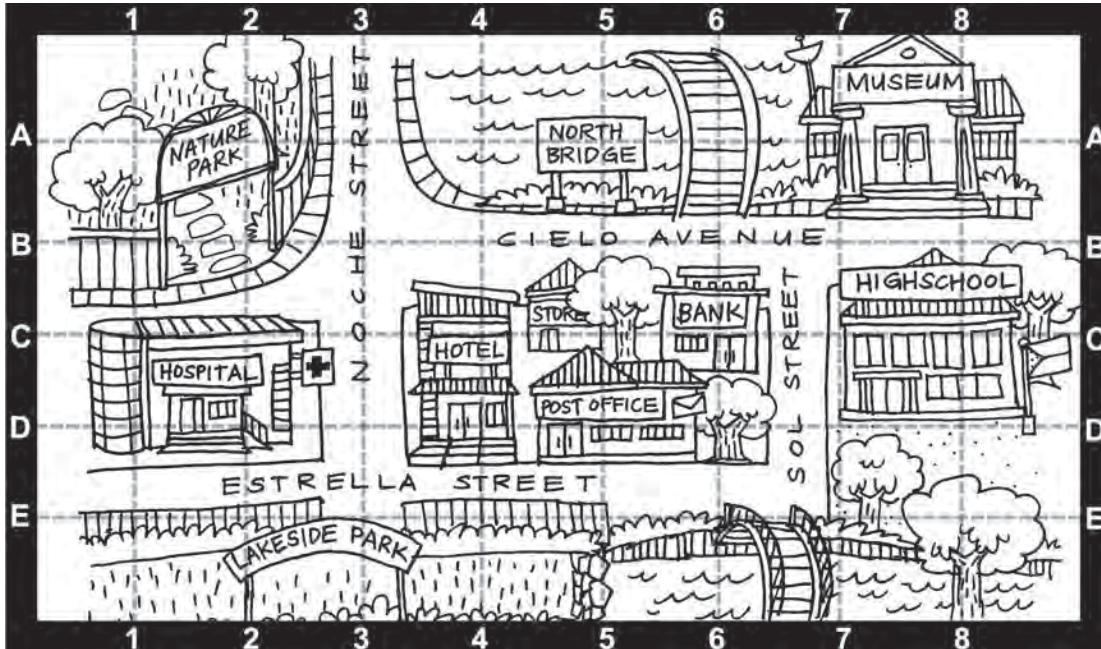 1 2 3 4 5 6 7 8
A
NATURE
PARK
NOCHE STREET
NORTH
BRIDGE
MUSEUM
A
B
CIELO AVENUE
B
HIGHSCHOOL
STORE
BANK
SOL STREET
C
HOTEL
C
HOSPITAL
POST OFFICE
D
D
ESTRELLA STREET
E
LAKESIDE PARK
E
1 2 3 4 5 6 7 8